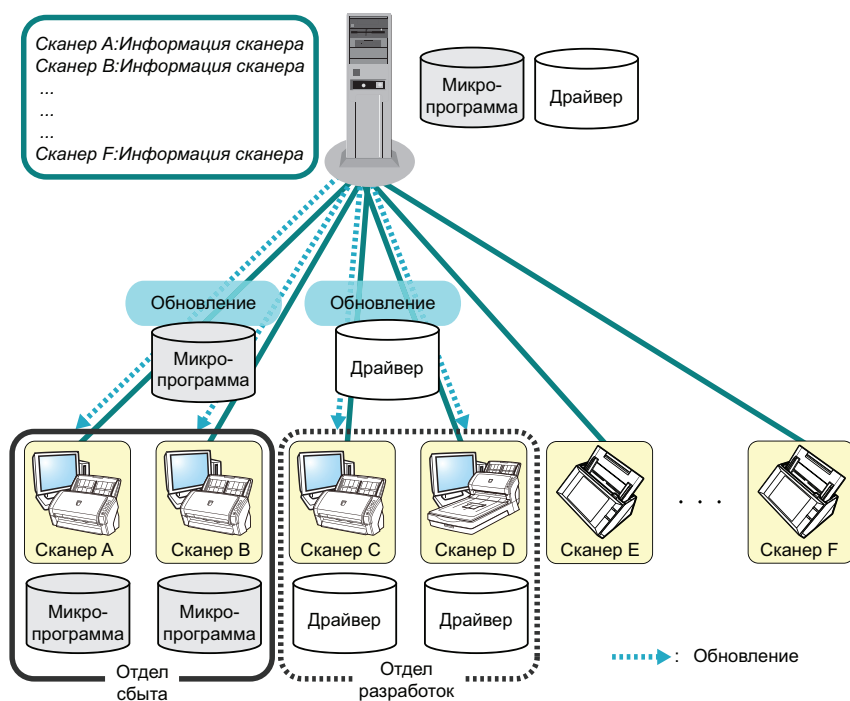 Сканер A:Информация сканера
Сканер B:Информация сканера
...
...
...
Сканер F:Информация сканера
Микро-
программа
Драйвер
Обновление
Обновление
Микро-
программа
Драйвер
Сканер A
Сканер B
Сканер C
Сканер D
Сканер E
. . .
Сканер F
Микро-
программа
Микро-
программа
Драйвер
Драйвер
: Обновление
Отдел
сбыта
Отдел
разработок